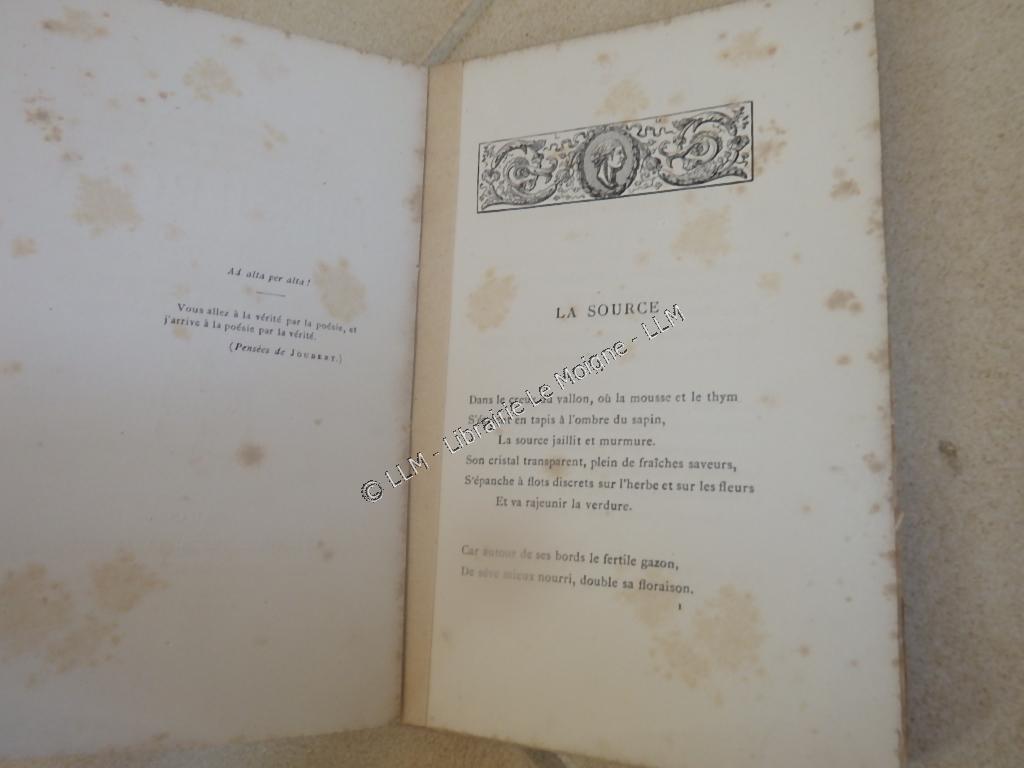 Ad alta per alta!
Vous allez à la vérité par la poésie, et
j'arrive à la poésie par la vérité.
(Pensées de JOUBERT.)
LA SOURCE
Dans le creux du vallon, où la mousse et le thym
en tapis à l'ombre du sapin,
La source jaillit et murmure.
Son cristal transparent, plein de fraîches saveurs,
S'épanche à flots discrets sur l'herbe et sur les fleurs
Et va rajeunir la verdure.
Car autour de ses bords le fertile gazon,
De sève mieux nourri, double sa floraison.
1
© LLM - Librairie Le Moigne - LLM